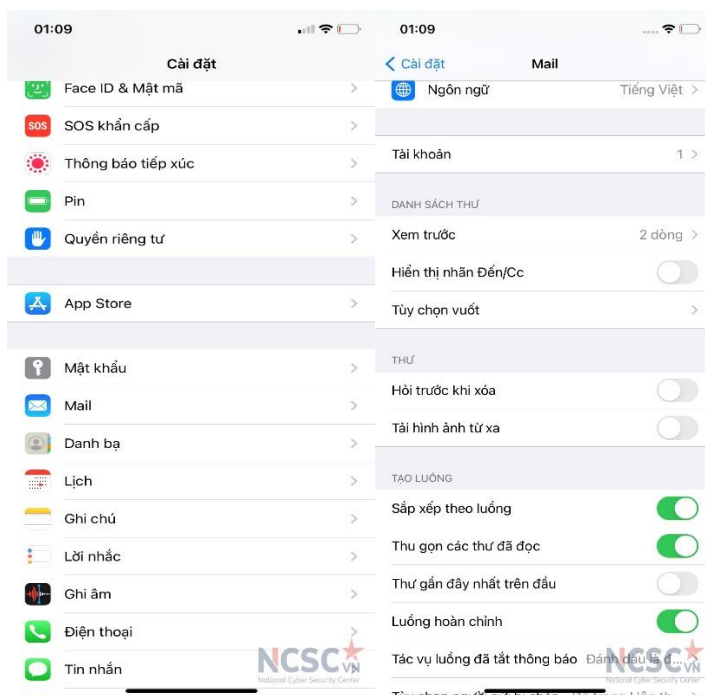 01:09
Cài đặt
Face ID & Mật mã
SOS
SOS khẩn cấp
Thông báo tiếp xúc
Pin
Quyền riêng tư
App Store
Mật khẩu
Mail
Danh bạ
Lịch
Ghi chú
Lời nhắc
Ghi âm
Điện thoại
Tin nhắn
NCSC.VN
National Cyber Security Center
01:09
Cài đặt
Mail
Ngôn ngữ Tiếng Việt
Tài khoản 1
DANH SÁCH THƯ
Xem trước 2 dòng
Hiển thị nhãn Đến/Cc
Tùy chọn vuốt
THƯ
Hỏi trước khi xóa
Tải hình ảnh từ xa
TẠO LUỒNG
Sắp xếp theo luồng
Thu gọn các thư đã đọc
Thư gần đây nhất trên đầu
Luồng hoàn chỉnh
Tác vụ luồng đã tắt thông báo Đánh dấu là đ...
NCSC.VN
National Cyber Security Center